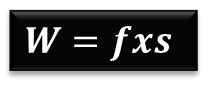 W = fxs